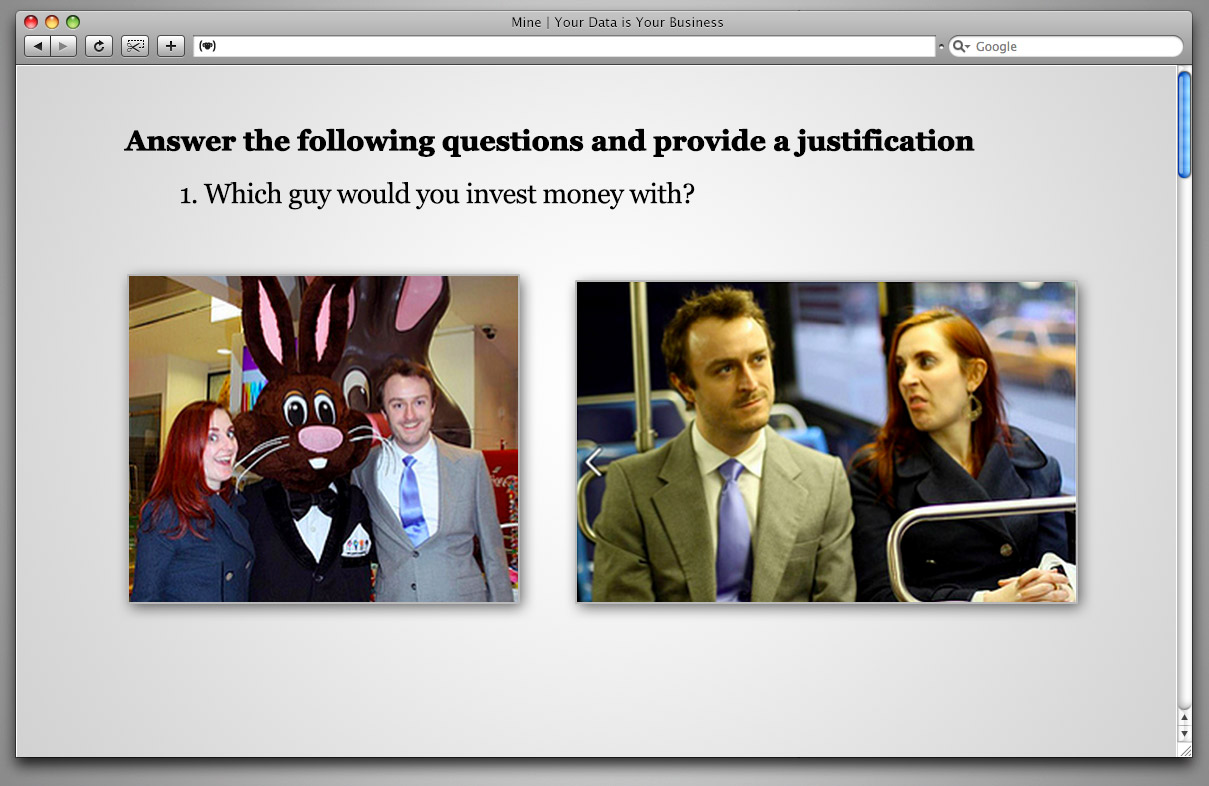 Mine | Your Data is Your Business
Google
Answer the following questions and provide a justification
1. Which guy would you invest money with?